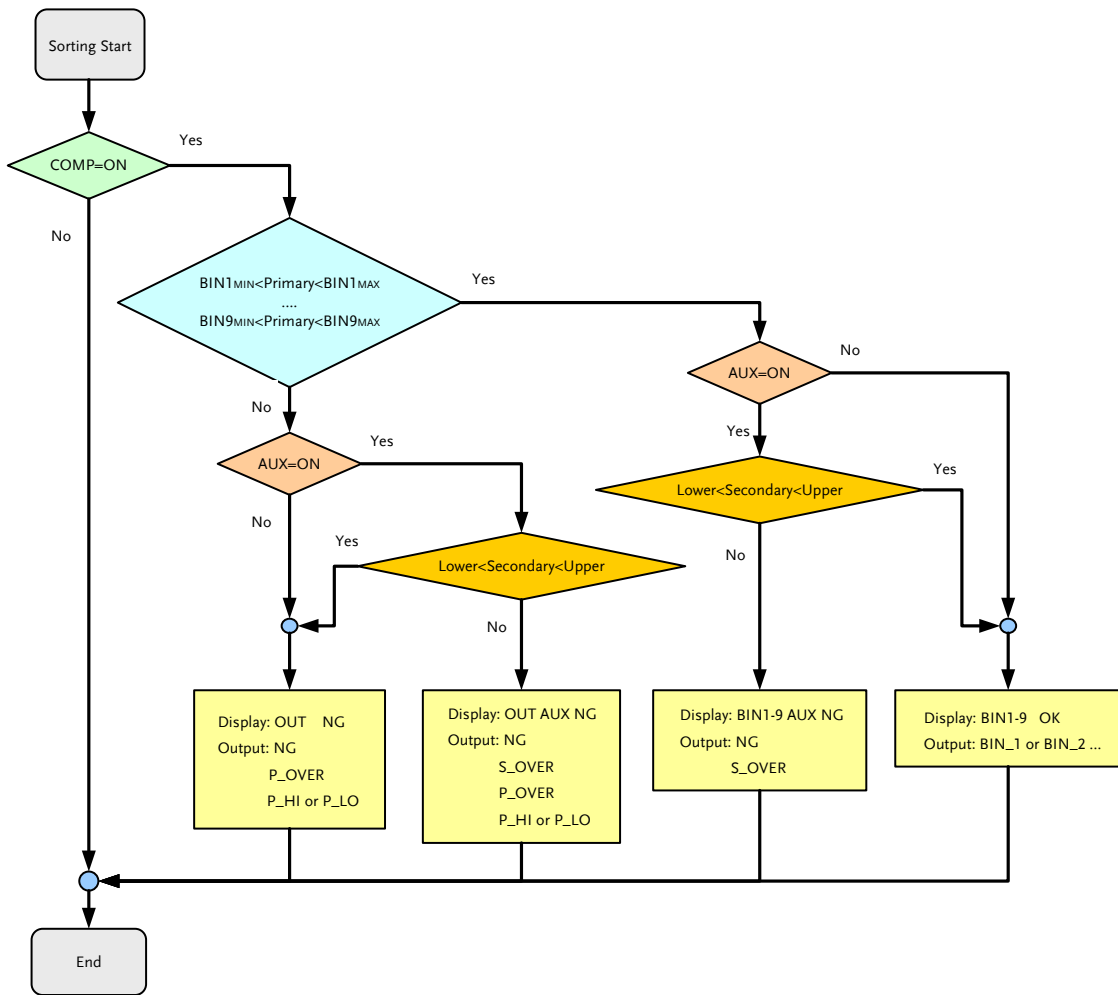 Sorting Start
Yes
COMP=ON
No
BIN1MIN<Primary<BIN1MAX
....
BIN9MIN<Primary<BIN9MAX
Yes
No
AUX=ON
No
Yes
AUX=ON
Yes
No
Yes
Lower<Secondary<Upper
Yes
No
Lower<Secondary<Upper
No
Display: OUT NG
Output: NG
P_OVER
P_HI or P_LO
Display: OUT AUX NG
Output: NG
S_OVER
P_OVER
P_HI or P_LO
Display: BIN1-9 AUX NG
Output: NG
S_OVER
Display: BIN1-9 OK
Output: BIN_1 or BIN_2 ...
End